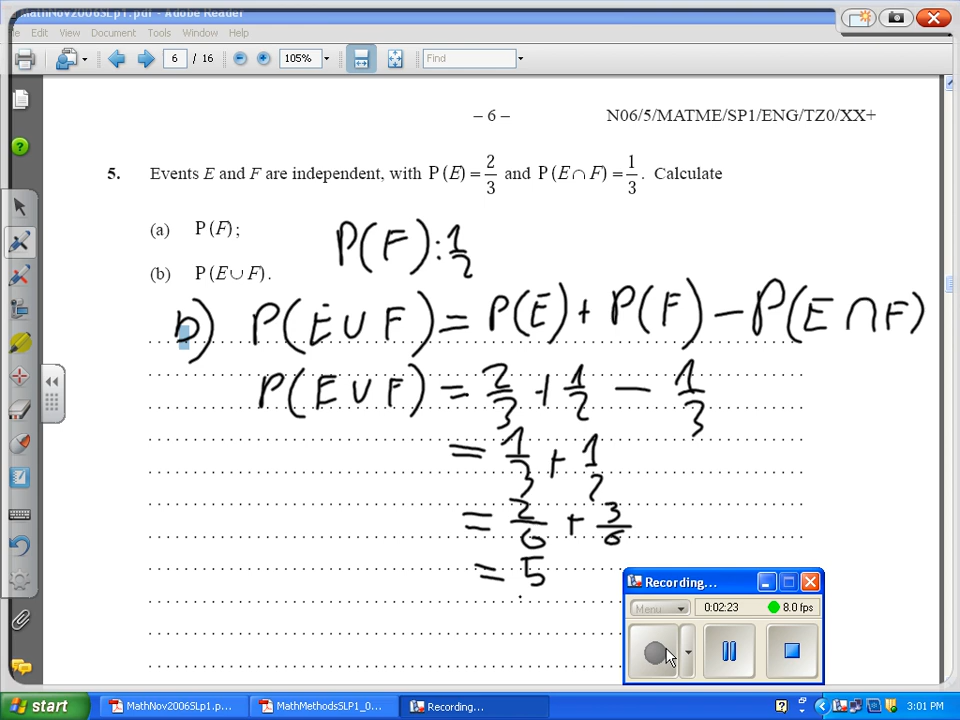 MathNov2006SLp1.pdf - Adobe Reader
Edit View Document Tools Window Help
6 / 16 105% Find
– 6 – N06/5/MATME/SP1/ENG/TZ0/XX+
5. Events E and F are independent, with P(E) = 2/3 and P(E ∩ F) = 1/3. Calculate
(a) P(F);
P(F): 1/2
(b) P(E ∪ F).
b) P(E ∪ F) = P(E) + P(F) – P(E ∩ F)
P(E ∪ F) = 2/3 + 1/2 – 1/3
= 1/3 + 1/2
= 2/6 + 3/6
= 5
Recording...
Menu 0:02:23 8.0 fps
start MathNov2006SLp1.p... MathMethodsSLP1_0... Recording... 3:01 PM